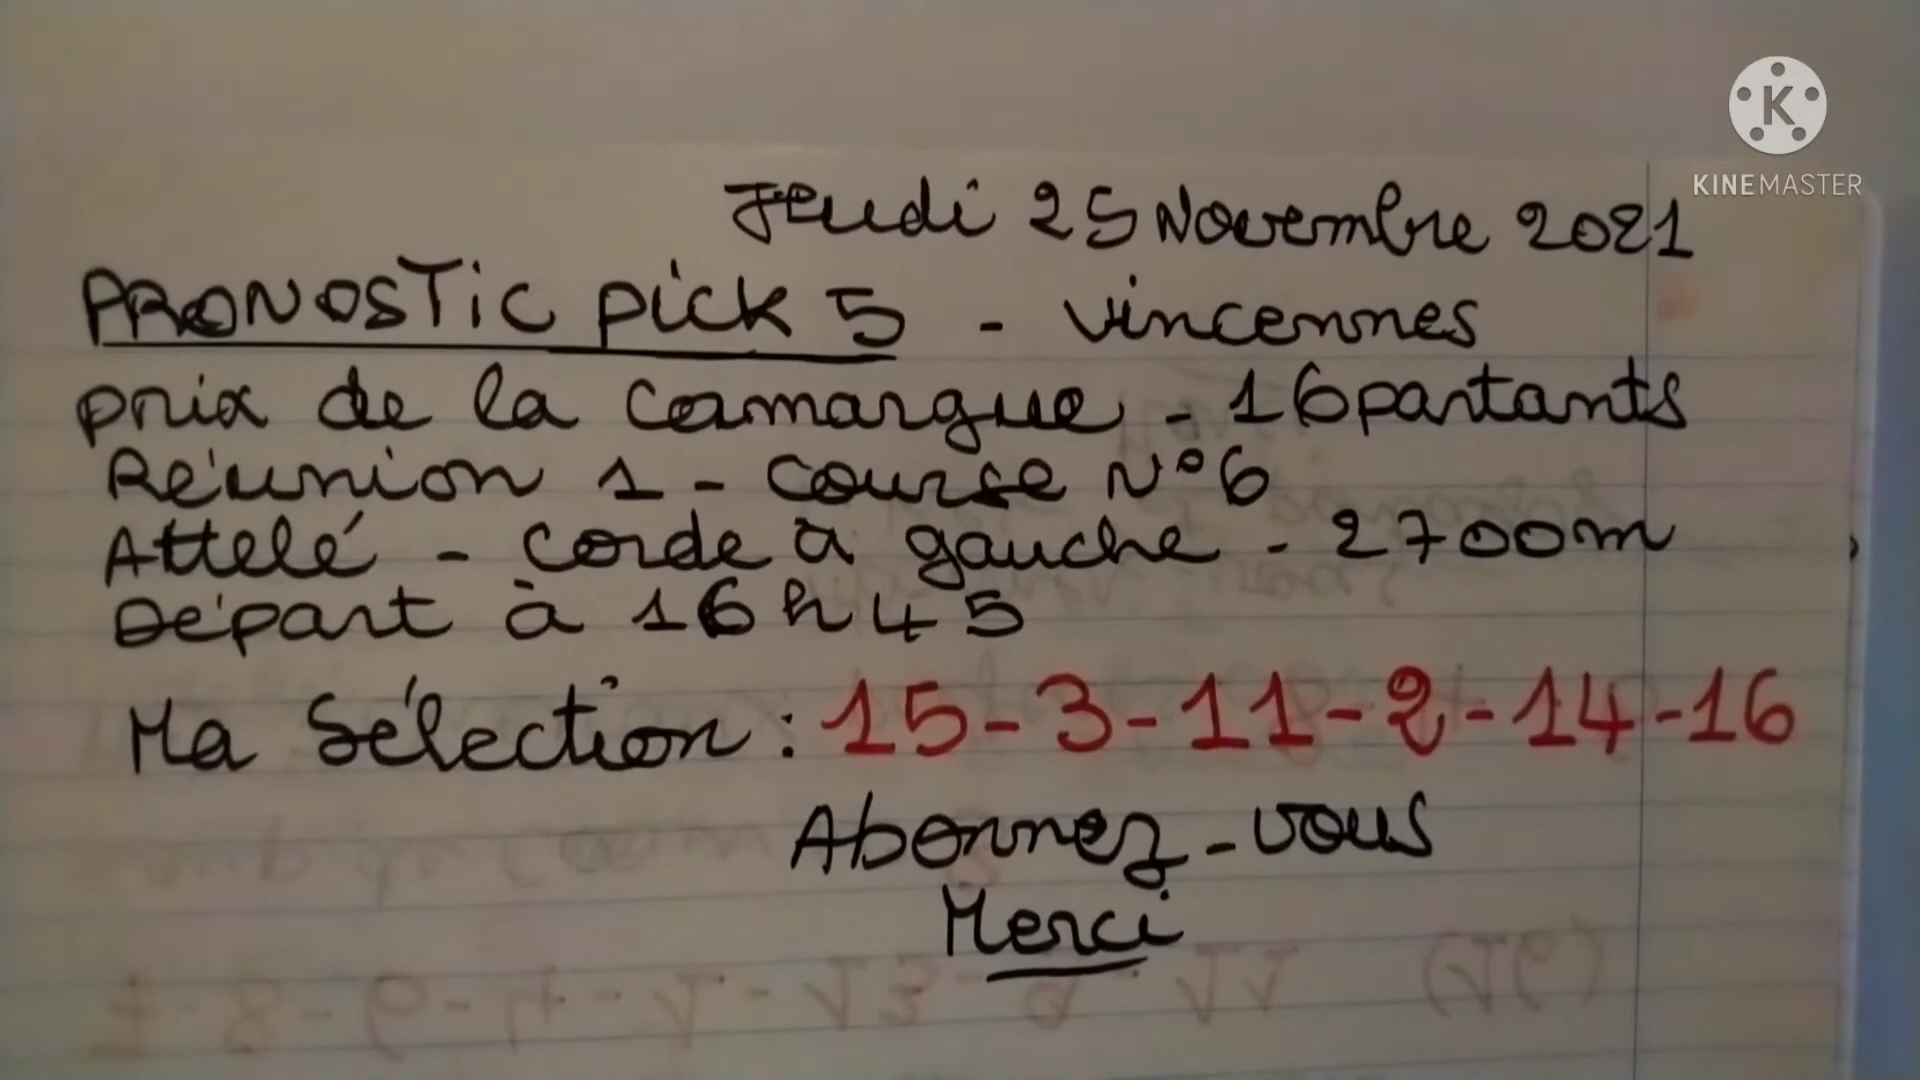 KINEMASTER
Jeudi 25 Novembre 2021
PRONOSTIC PICK 5 - Vincennes
prix de la Camargue - 16 partants
Réunion 1 - course N°6
Attelé - corde à gauche - 2700m
Départ à 16h45
Ma Sélection : 15-3-11-2-14-16
Abonnez-vous
Merci